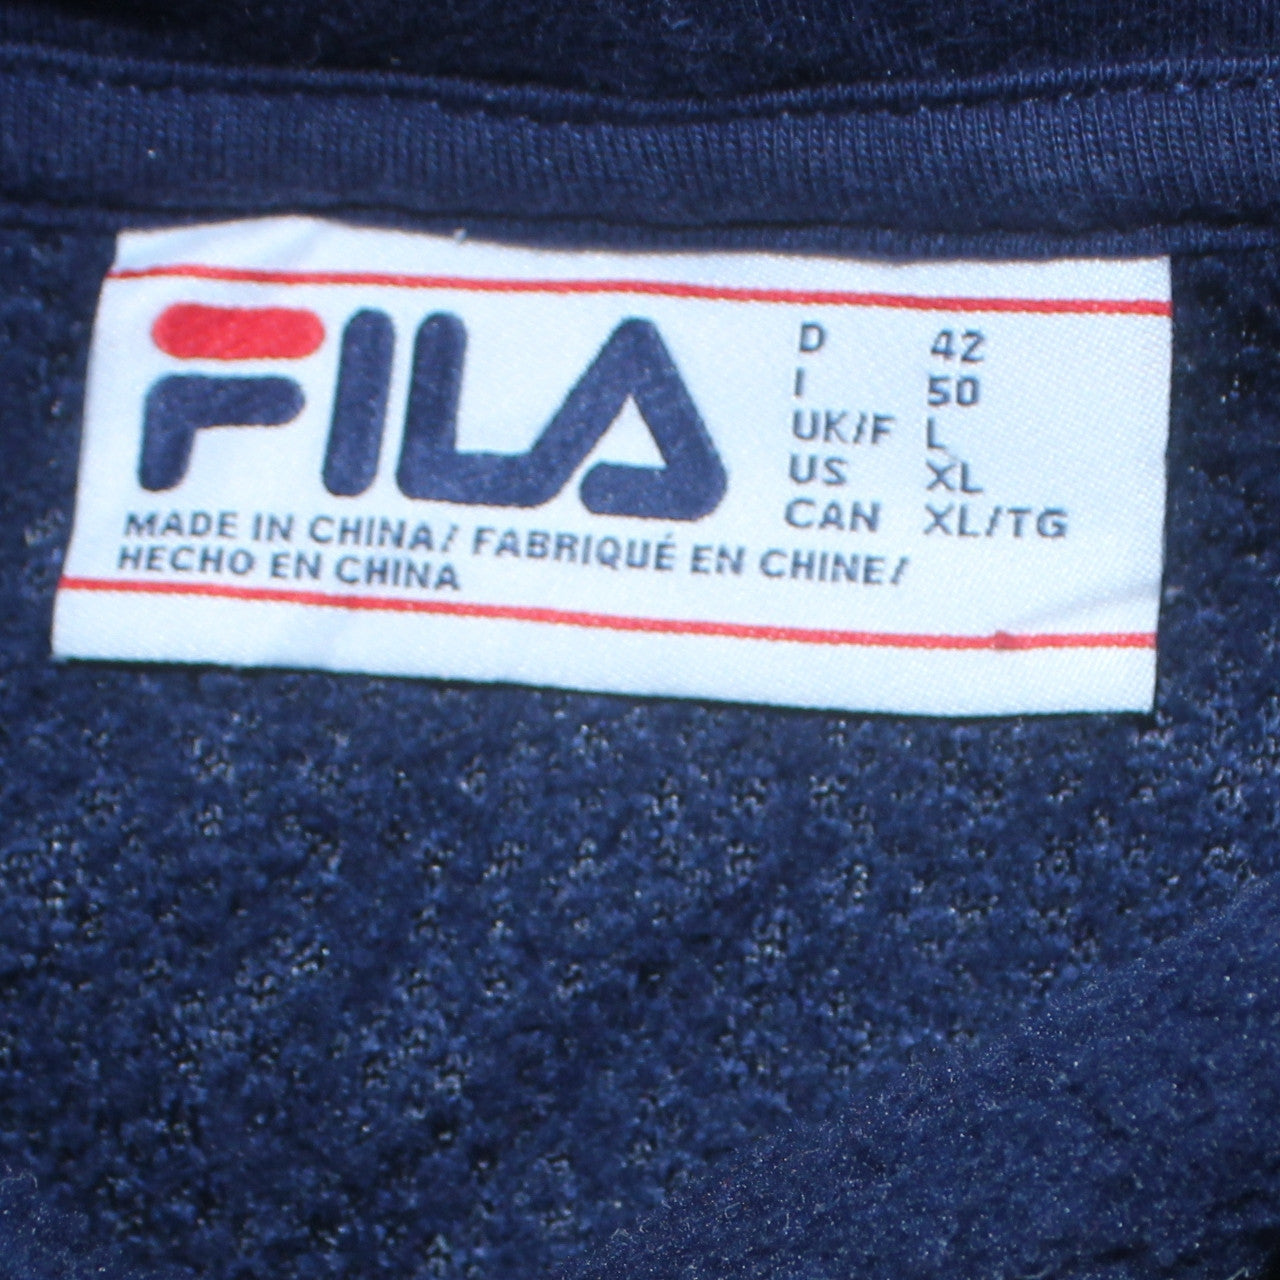 FILA
D 42
I 50
UK/F L
US XL
CAN XL/TG
MADE IN CHINA/ FABRIQUÉ EN CHINE/
HECHO EN CHINA